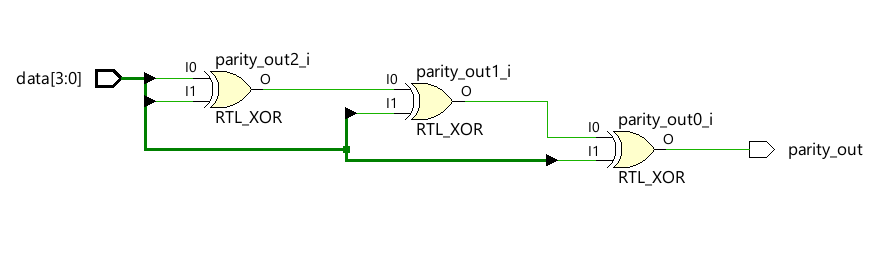 data[3:0]
I0
I1
parity_out2_i
O
RTL_XOR
I0
I1
parity_out1_i
O
RTL_XOR
I0
I1
parity_out0_i
O
RTL_XOR
parity_out